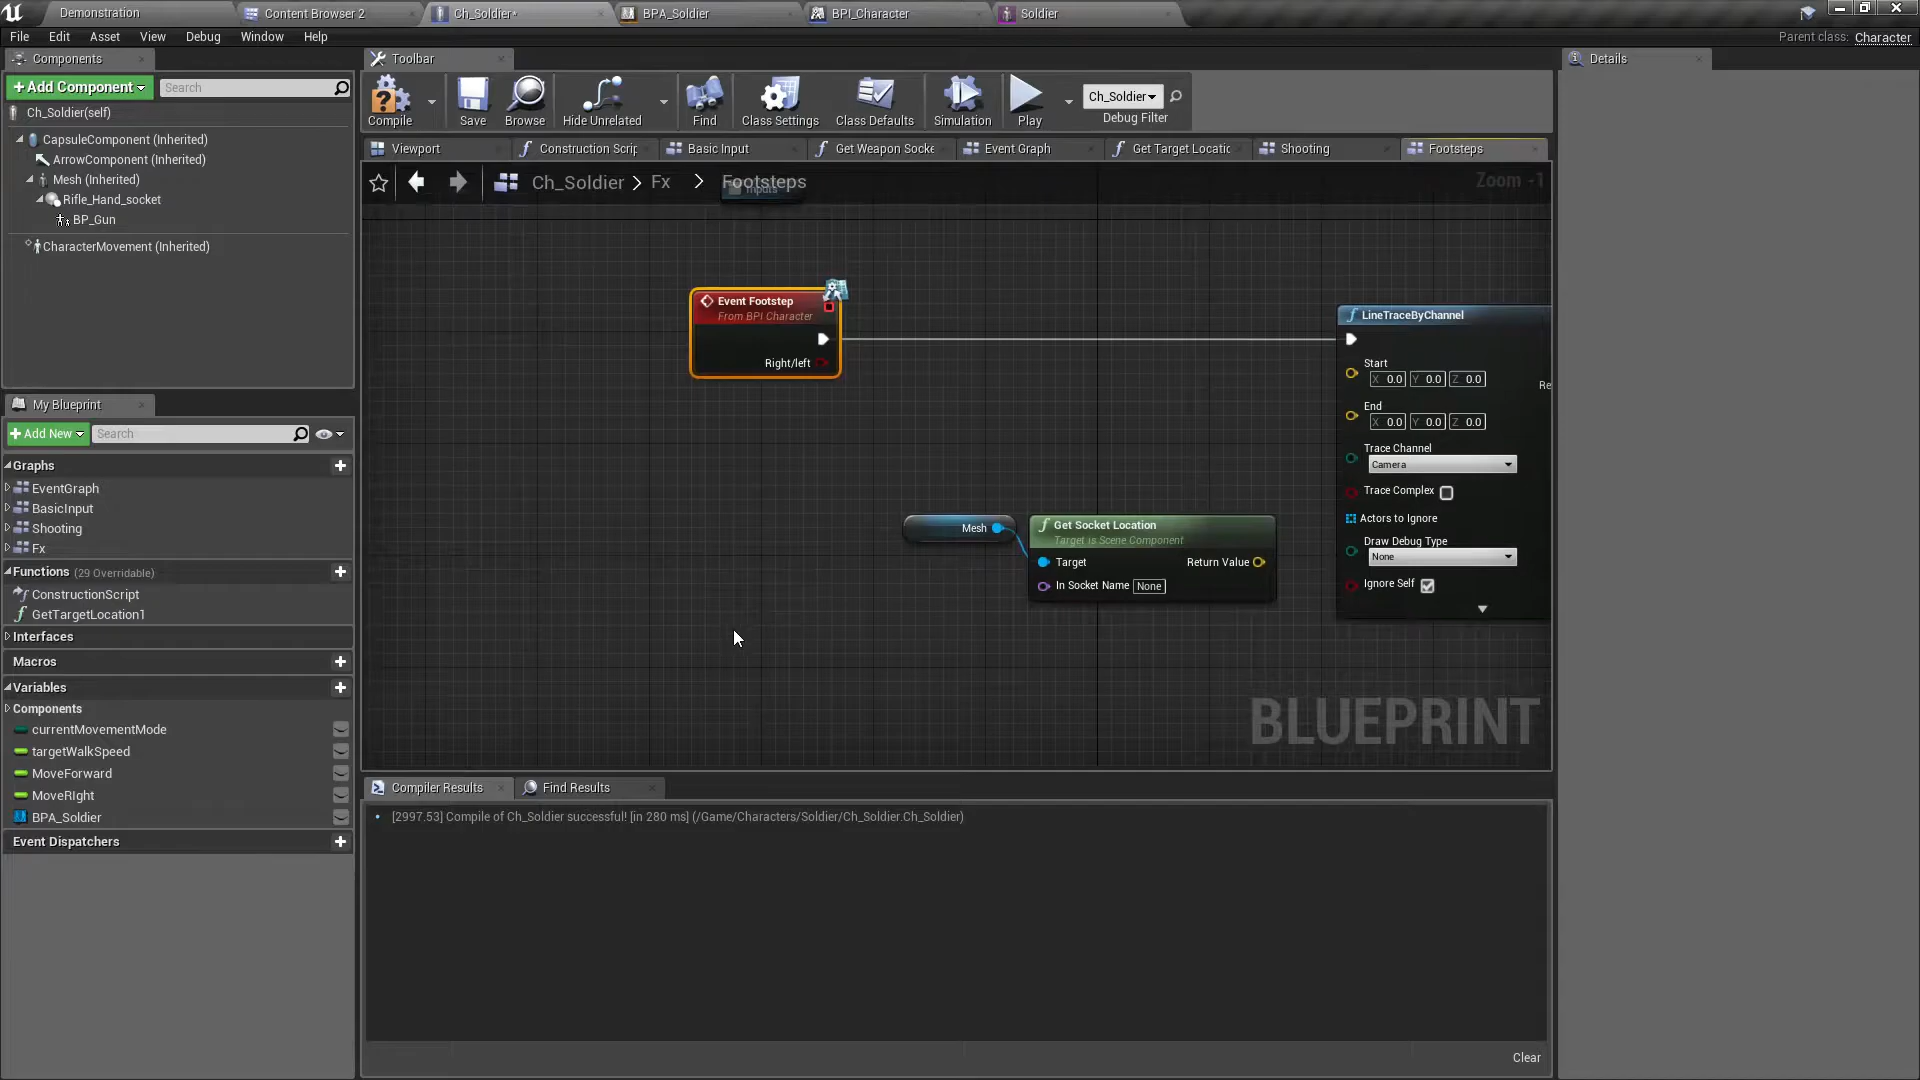 Demonstration
Content Browser 2
Ch_Soldier*
BPA_Soldier
BPI_Character
Soldier
File Edit Asset View Debug Window Help
Parent class: Character
Components
Toolbar
Details
Add Component
Search
Ch_Soldier(self)
CapsuleComponent (Inherited)
ArrowComponent (Inherited)
Mesh (Inherited)
Rifle_Hand_socket
BP_Gun
CharacterMovement (Inherited)
Compile
Save
Browse
Hide Unrelated
Find
Class Settings
Class Defaults
Simulation
Play
Ch_Soldier
Debug Filter
Viewport
Construction Scrip
Basic Input
Get Weapon Socke
Event Graph
Get Target Locatic
Shooting
Footsteps
Ch_Soldier > Fx > Footsteps
Inputs
Zoom -1
Event Footstep
From BPI Character
Right/left
LineTraceByChannel
Start
X 0.0 Y 0.0 Z 0.0
Re
End
X 0.0 Y 0.0 Z 0.0
Trace Channel
Camera
Trace Complex
Actors to Ignore
Draw Debug Type
None
Ignore Self
Mesh
Get Socket Location
Target is Scene Component
Target
Return Value
In Socket Name None
BLUEPRINT
My Blueprint
Add New
Search
Graphs
EventGraph
BasicInput
Shooting
Fx
Functions (29 Overridable)
ConstructionScript
GetTargetLocation1
Interfaces
Macros
Variables
Components
currentMovementMode
targetWalkSpeed
MoveForward
MoveRIght
BPA_Soldier
Event Dispatchers
Compiler Results
Find Results
[2997.53] Compile of Ch_Soldier successful! [in 280 ms] (/Game/Characters/Soldier/Ch_Soldier.Ch_Soldier)
Clear